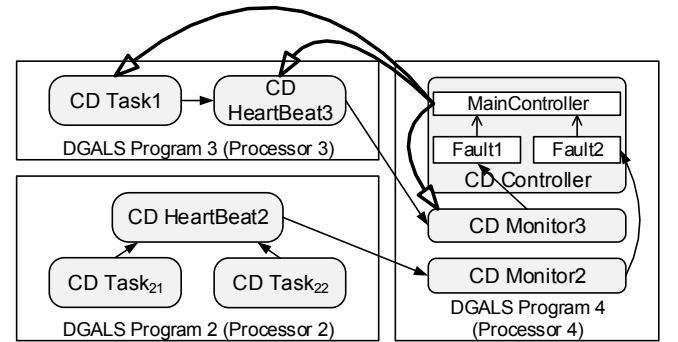 CD Task1
CD
HeartBeat3
DGALS Program 3 (Processor 3)
CD HeartBeat2
CD Task₂₁
CD Task₂₂
DGALS Program 2 (Processor 2)
MainController
Fault1
Fault2
CD Controller
CD Monitor3
CD Monitor2
DGALS Program 4
(Processor 4)